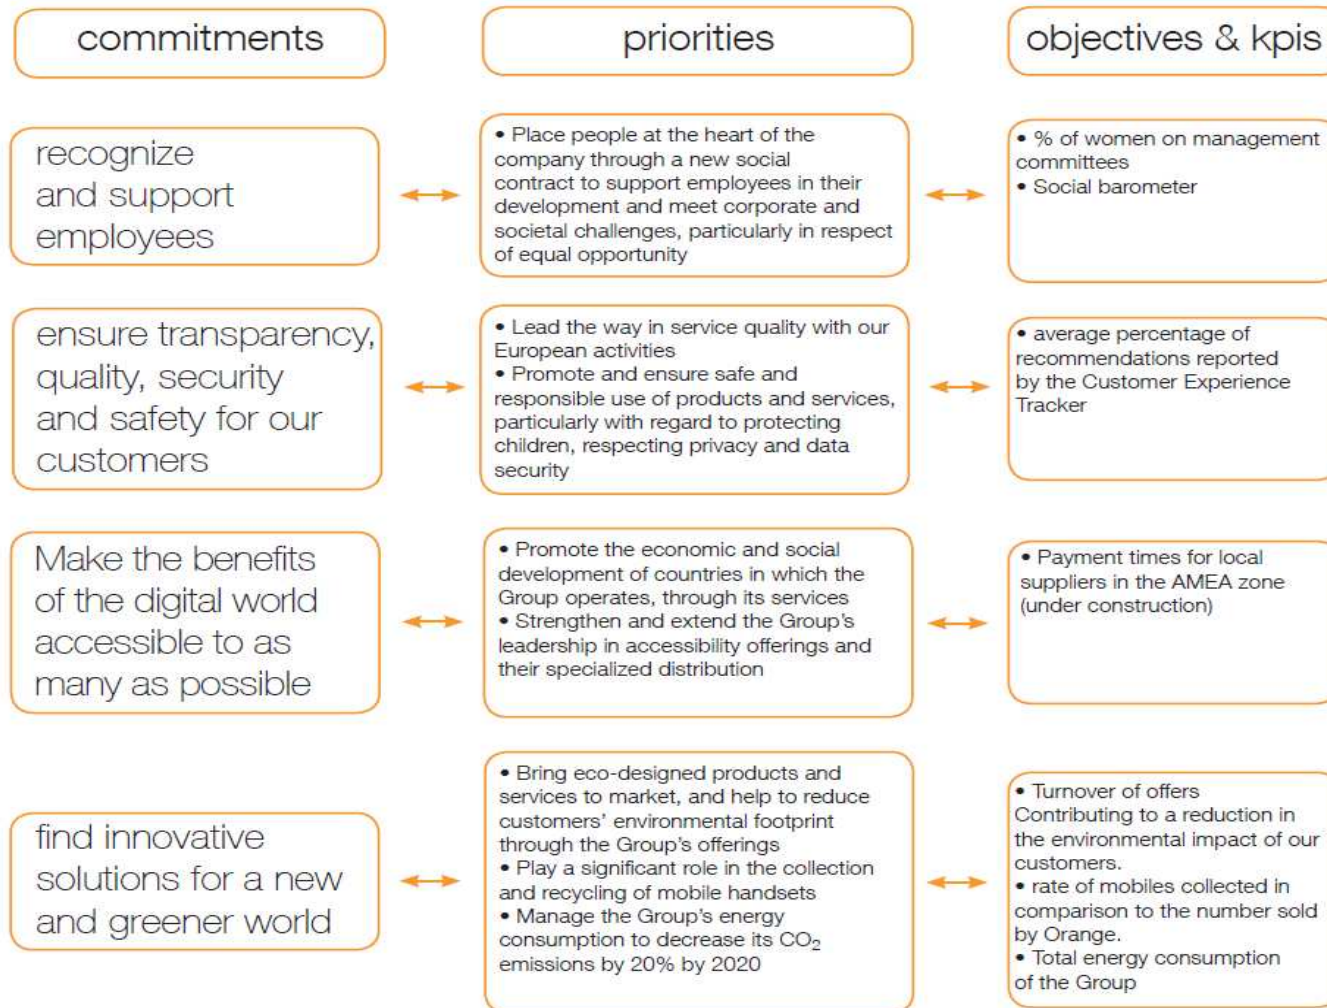 commitments
priorities
objectives & kpis
recognize
and support
employees
• Place people at the heart of the
company through a new social
contract to support employees in their
development and meet corporate and
societal challenges, particularly in respect
of equal opportunity
• % of women on management
committees
• Social barometer
ensure transparency,
quality, security
and safety for our
customers
• Lead the way in service quality with our
European activities
• Promote and ensure safe and
responsible use of products and services,
particularly with regard to protecting
children, respecting privacy and data
security
• average percentage of
recommendations reported
by the Customer Experience
Tracker
Make the benefits
of the digital world
accessible to as
many as possible
• Promote the economic and social
development of countries in which the
Group operates, through its services
• Strengthen and extend the Group's
leadership in accessibility offerings and
their specialized distribution
• Payment times for local
suppliers in the AMEA zone
(under construction)
find innovative
solutions for a new
and greener world
• Bring eco-designed products and
services to market, and help to reduce
customers' environmental footprint
through the Group's offerings
• Play a significant role in the collection
and recycling of mobile handsets
• Manage the Group's energy
consumption to decrease its CO₂
emissions by 20% by 2020
• Turnover of offers
Contributing to a reduction in
the environmental impact of our
customers.
• rate of mobiles collected in
comparison to the number sold
by Orange.
• Total energy consumption
of the Group